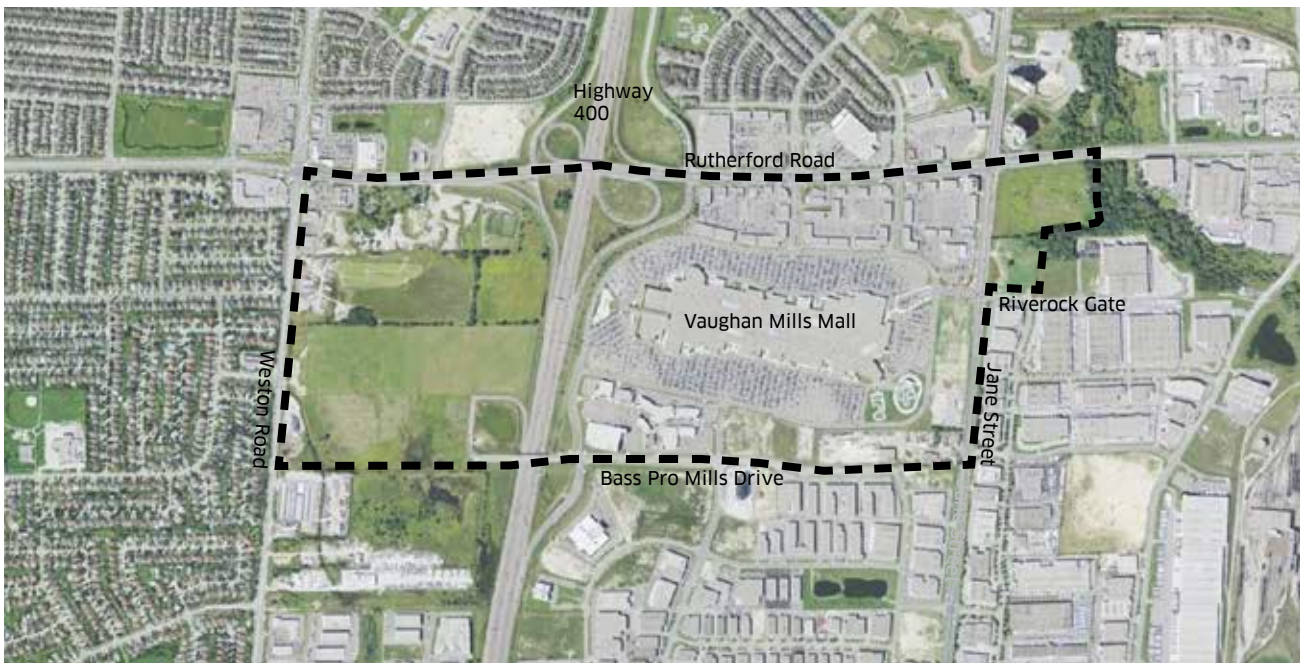 Highway
400
Rutherford Road
Vaughan Mills Mall
Riverock Gate
Weston Road
Jane Street
Bass Pro Mills Drive